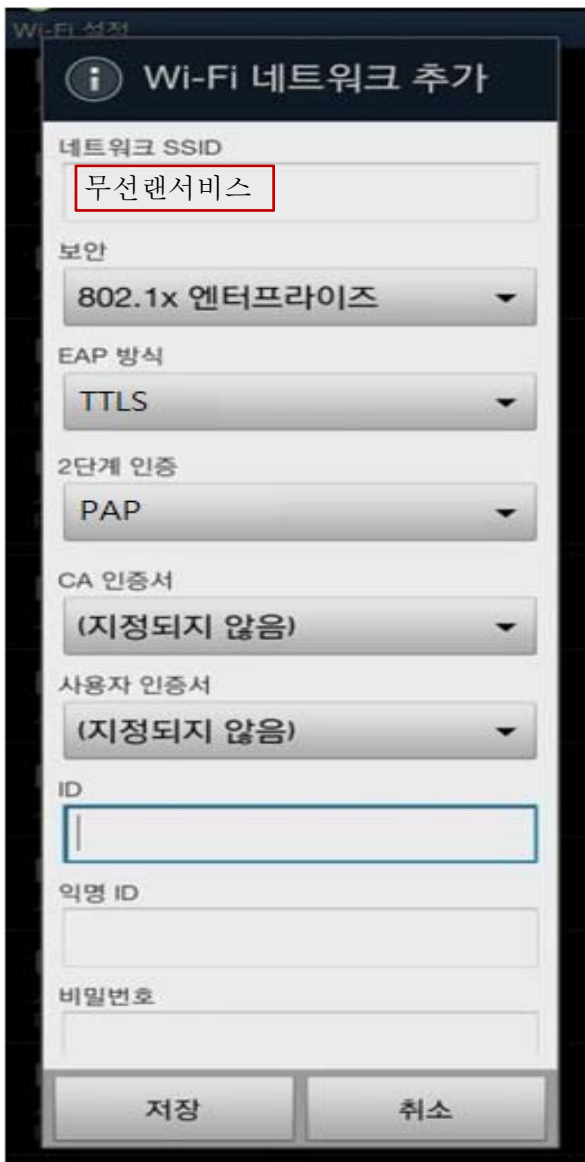 Wi-Fi 설정
Wi-Fi 네트워크 추가
네트워크 SSID
무선랜서비스
보안
802.1x 엔터프라이즈
EAP 방식
TTLS
2단계 인증
PAP
CA 인증서
(지정되지 않음)
사용자 인증서
(지정되지 않음)
ID
익명 ID
비밀번호
저장
취소